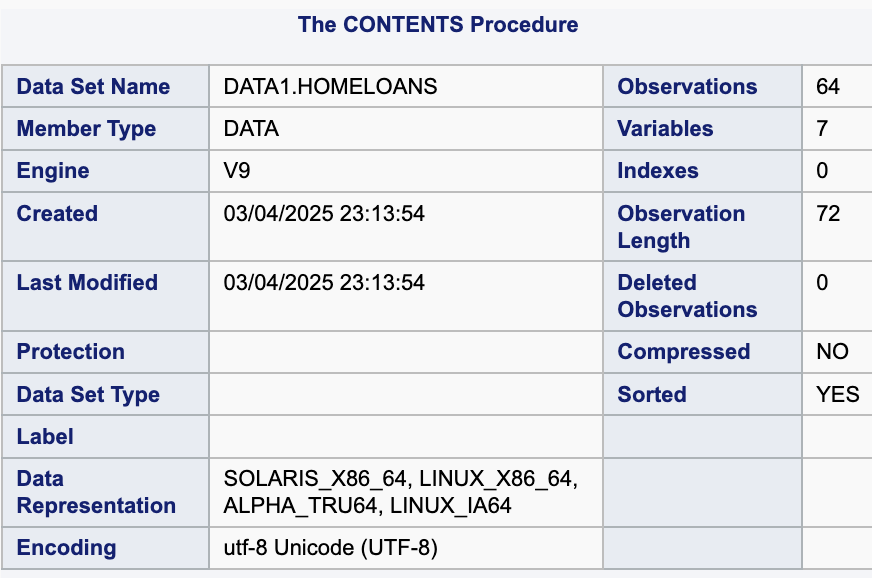 The CONTENTS Procedure
Data Set Name DATA1.HOMELOANS Observations 64
Member Type DATA Variables 7
Engine V9 Indexes 0
Created 03/04/2025 23:13:54 Observation Length 72
Last Modified 03/04/2025 23:13:54 Deleted Observations 0
Protection Compressed NO
Data Set Type Sorted YES
Label
Data Representation SOLARIS_X86_64, LINUX_X86_64, ALPHA_TRU64, LINUX_IA64
Encoding utf-8 Unicode (UTF-8)